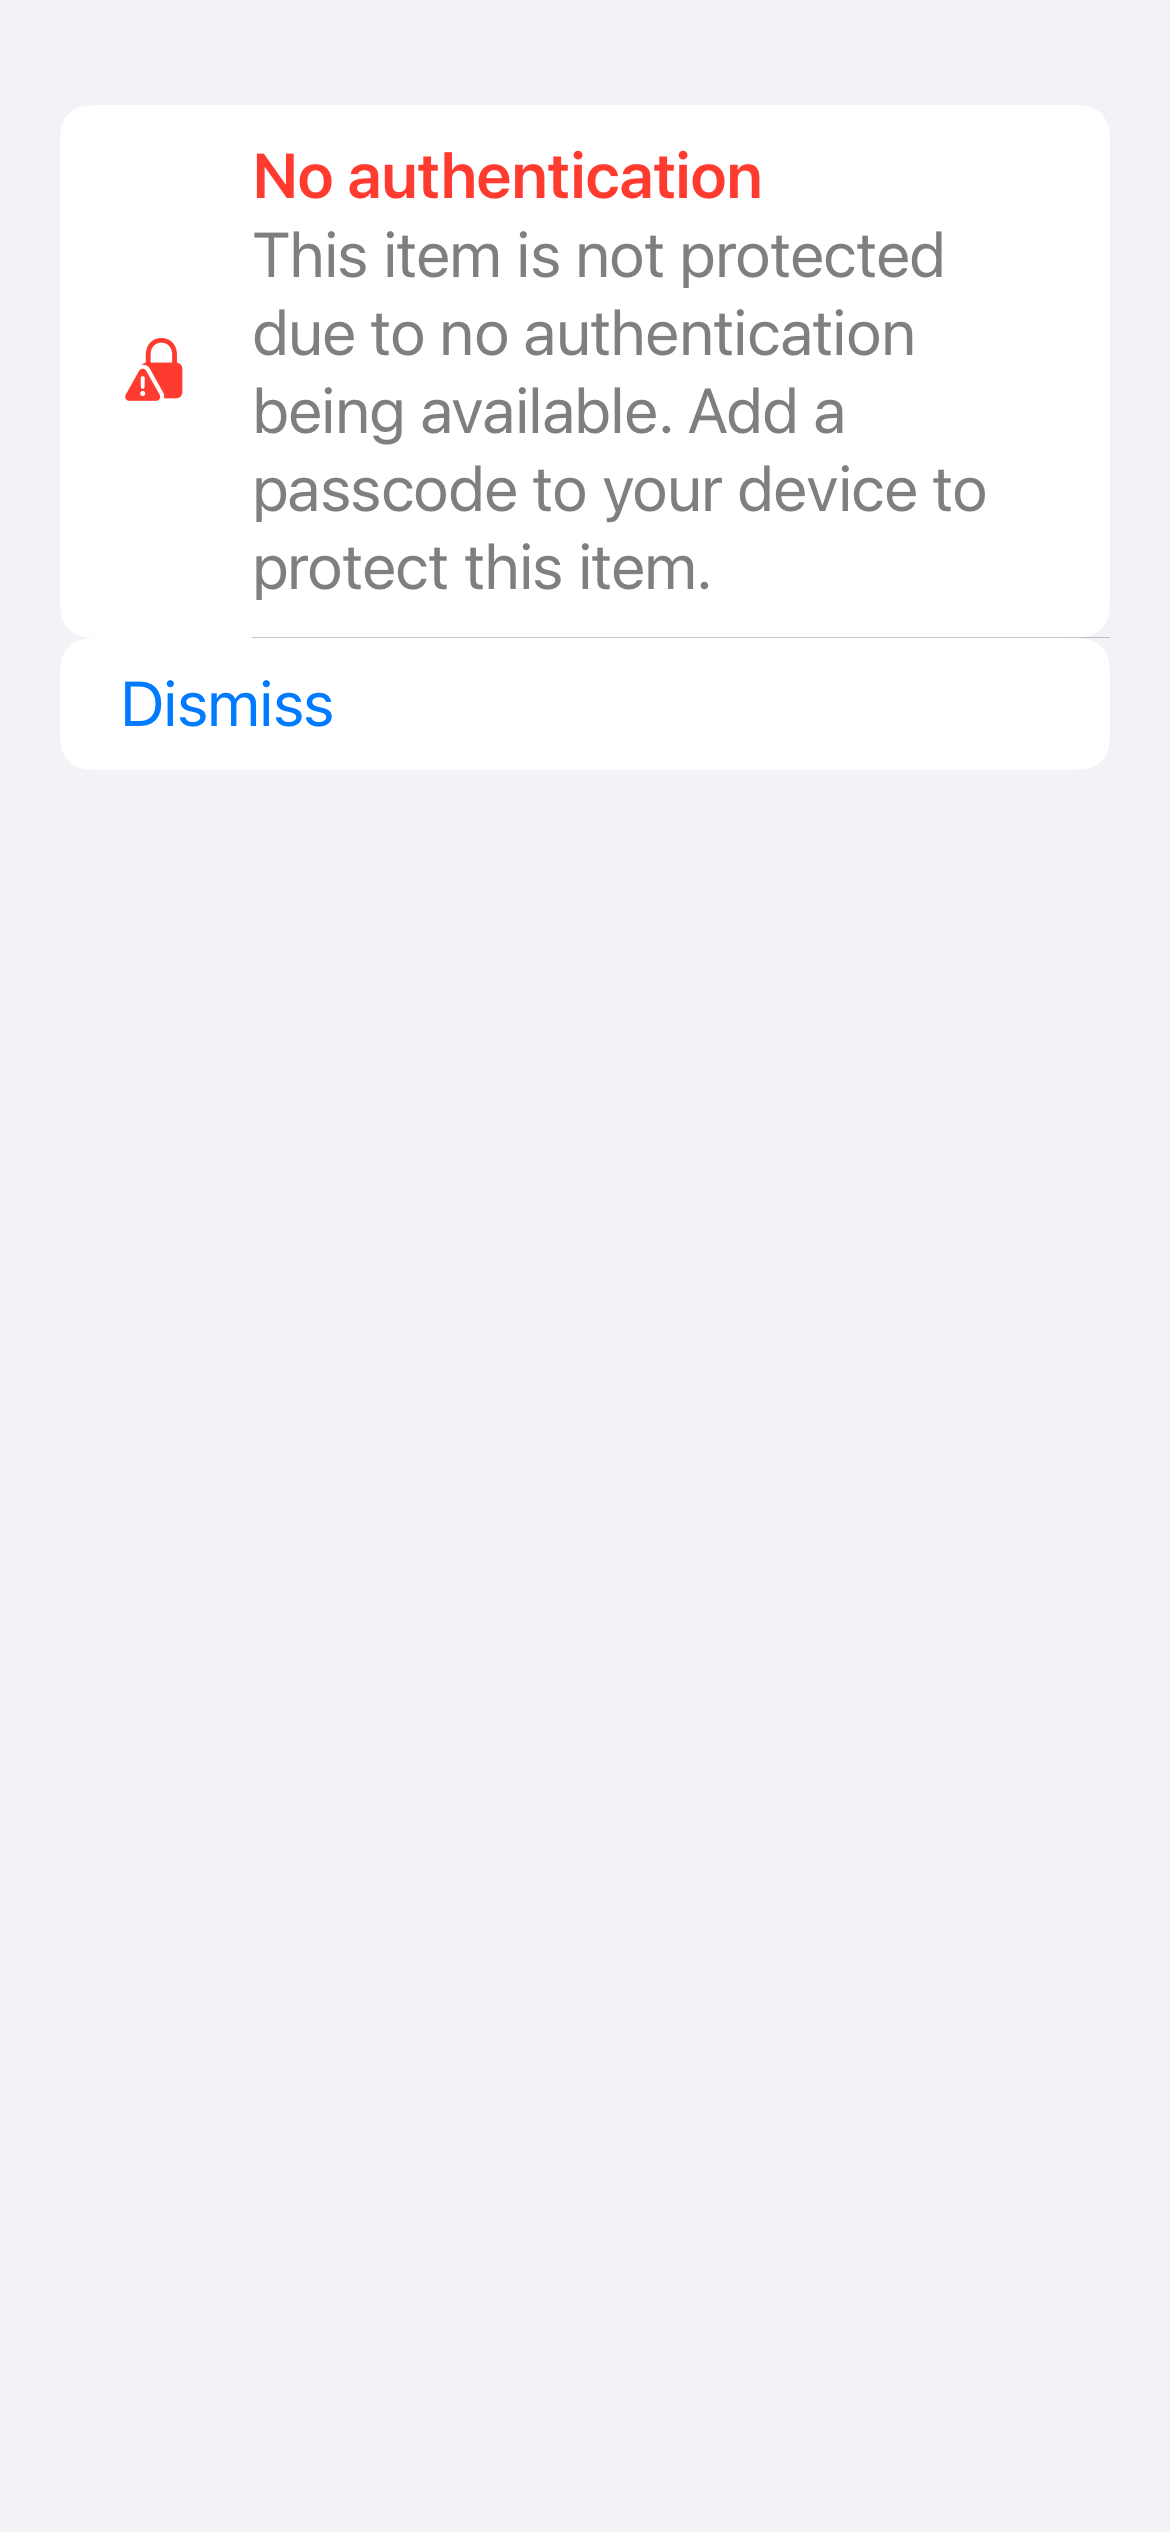 No authentication
This item is not protected
due to no authentication
being available. Add a
passcode to your device to
protect this item.
Dismiss